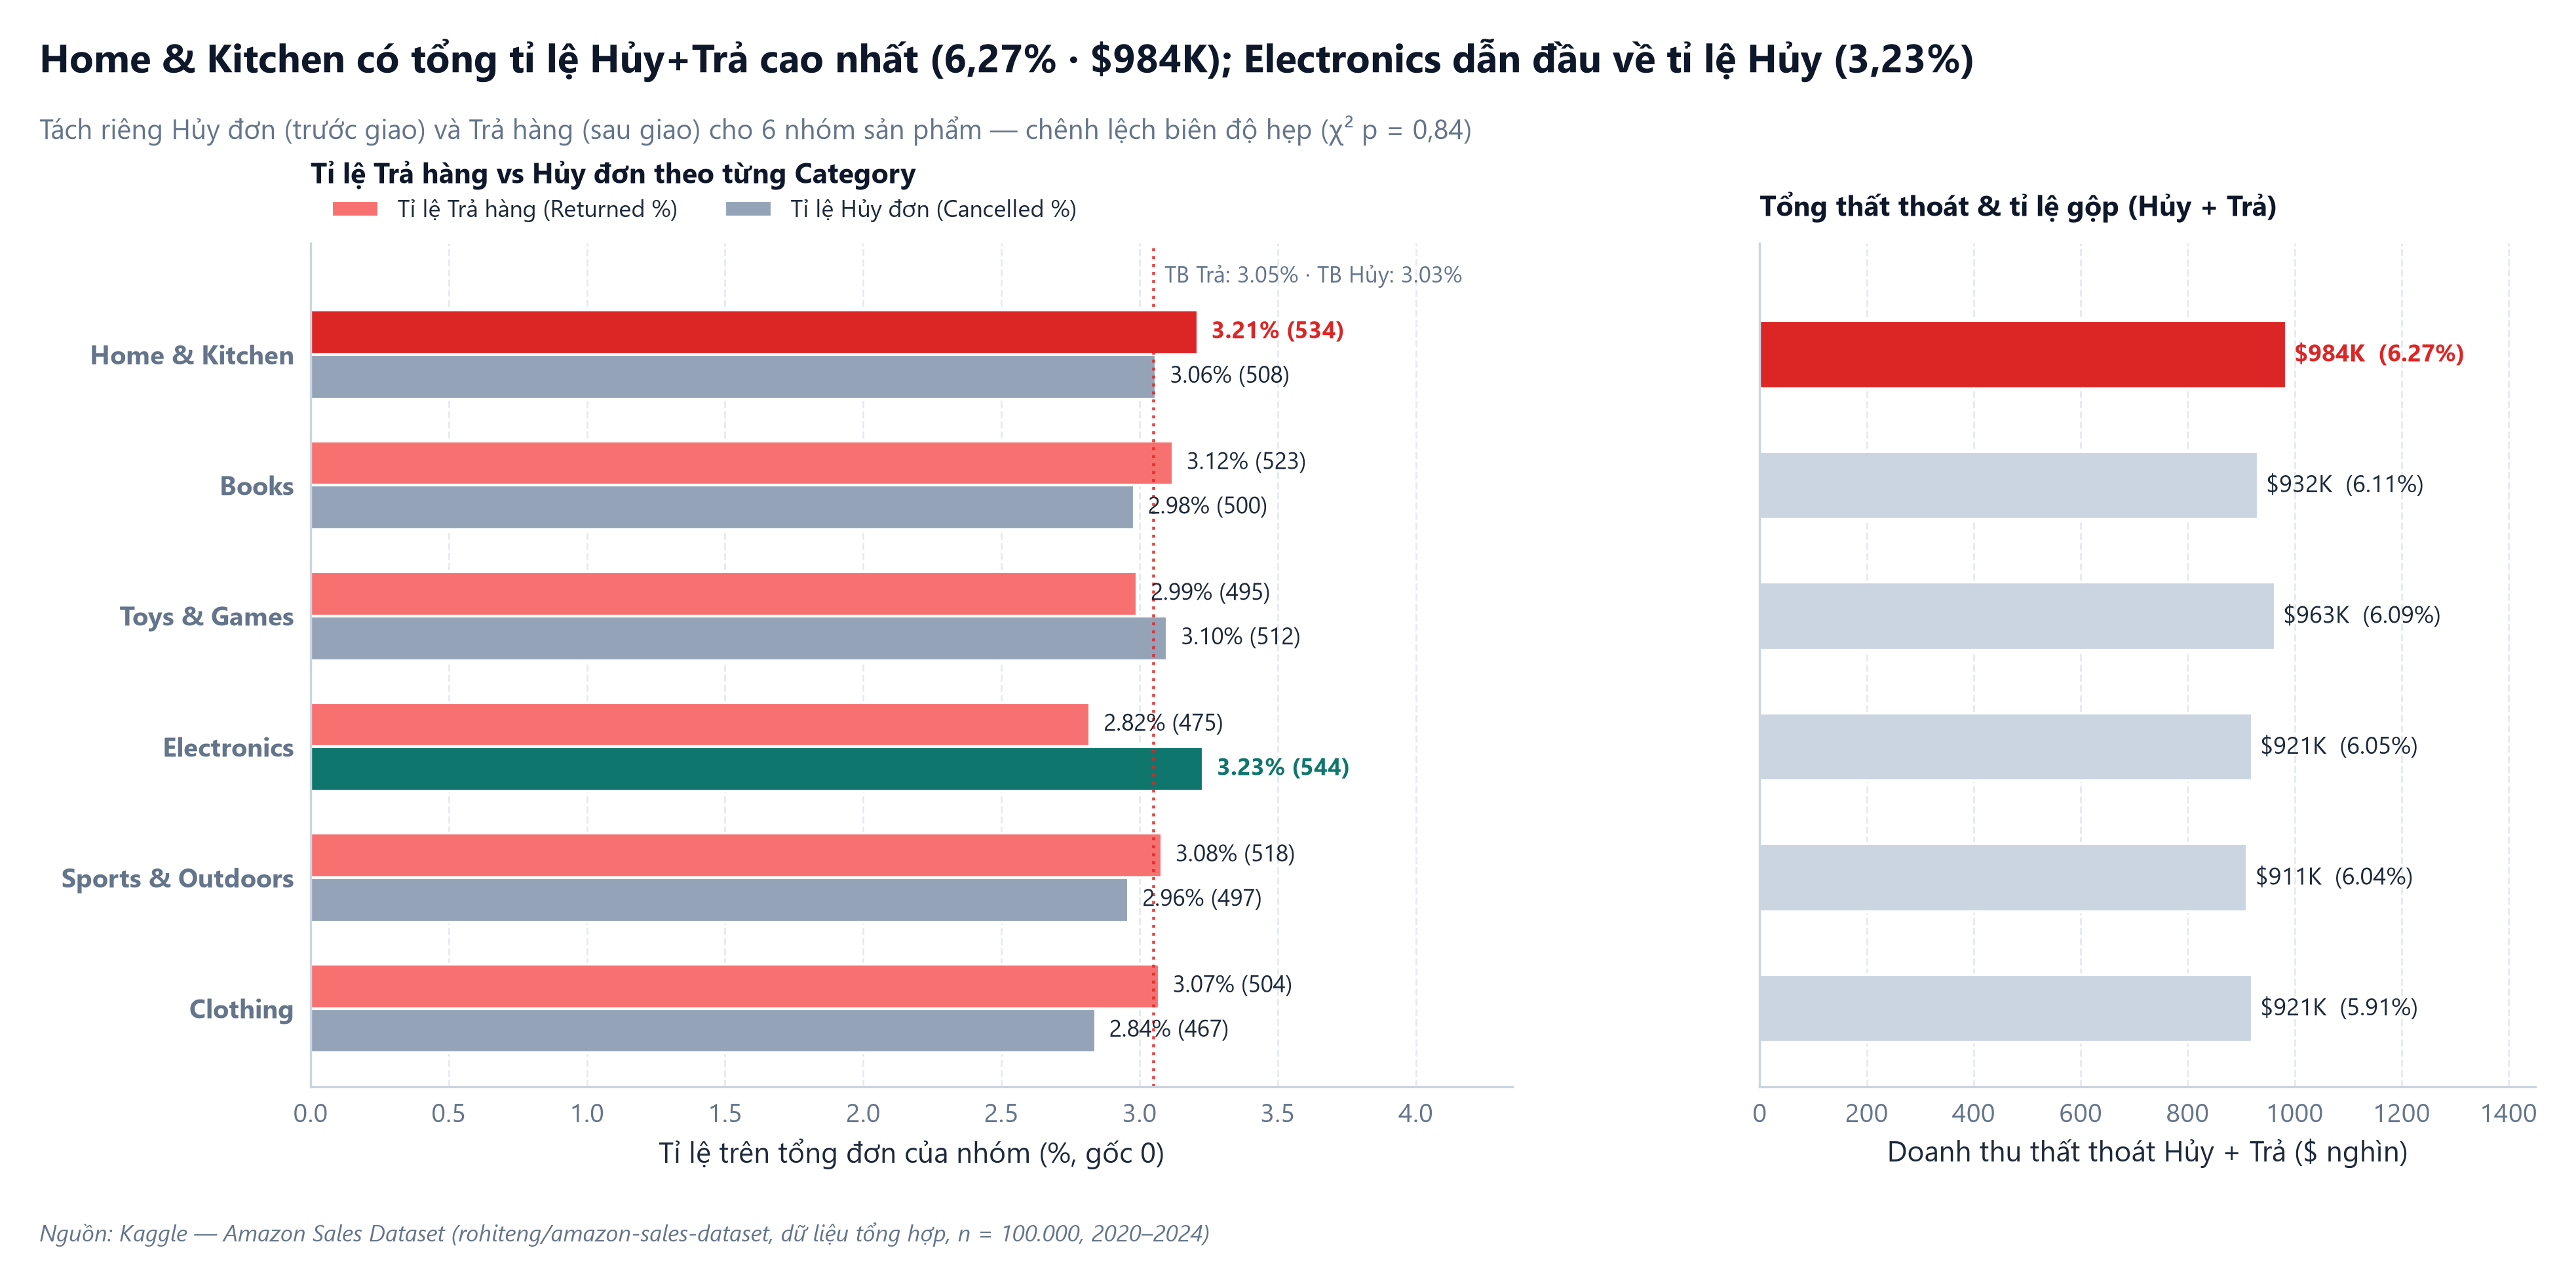 Home & Kitchen có tổng tỉ lệ Hủy+Trả cao nhất (6,27% · $984K); Electronics dẫn đầu về tỉ lệ Hủy (3,23%)
Tách riêng Hủy đơn (trước giao) và Trả hàng (sau giao) cho 6 nhóm sản phẩm — chênh lệch biên độ hẹp (χ² p = 0,84)
Tỉ lệ Trả hàng vs Hủy đơn theo từng Category
Tỉ lệ Trả hàng (Returned %)
Tỉ lệ Hủy đơn (Cancelled %)
TB Trả: 3.05% · TB Hủy: 3.03%
Home & Kitchen
3.21% (534)
3.06% (508)
Books
3.12% (523)
2.98% (500)
Toys & Games
2.99% (495)
3.10% (512)
Electronics
2.82% (475)
3.23% (544)
Sports & Outdoors
3.08% (518)
2.96% (497)
Clothing
3.07% (504)
2.84% (467)
0.0 0.5 1.0 1.5 2.0 2.5 3.0 3.5 4.0
Tỉ lệ trên tổng đơn của nhóm (%, gốc 0)
Tổng thất thoát & tỉ lệ gộp (Hủy + Trả)
$984K (6.27%)
$932K (6.11%)
$963K (6.09%)
$921K (6.05%)
$911K (6.04%)
$921K (5.91%)
0 200 400 600 800 1000 1200 1400
Doanh thu thất thoát Hủy + Trả ($ nghìn)
Nguồn: Kaggle — Amazon Sales Dataset (rohiteng/amazon-sales-dataset, dữ liệu tổng hợp, n = 100.000, 2020–2024)